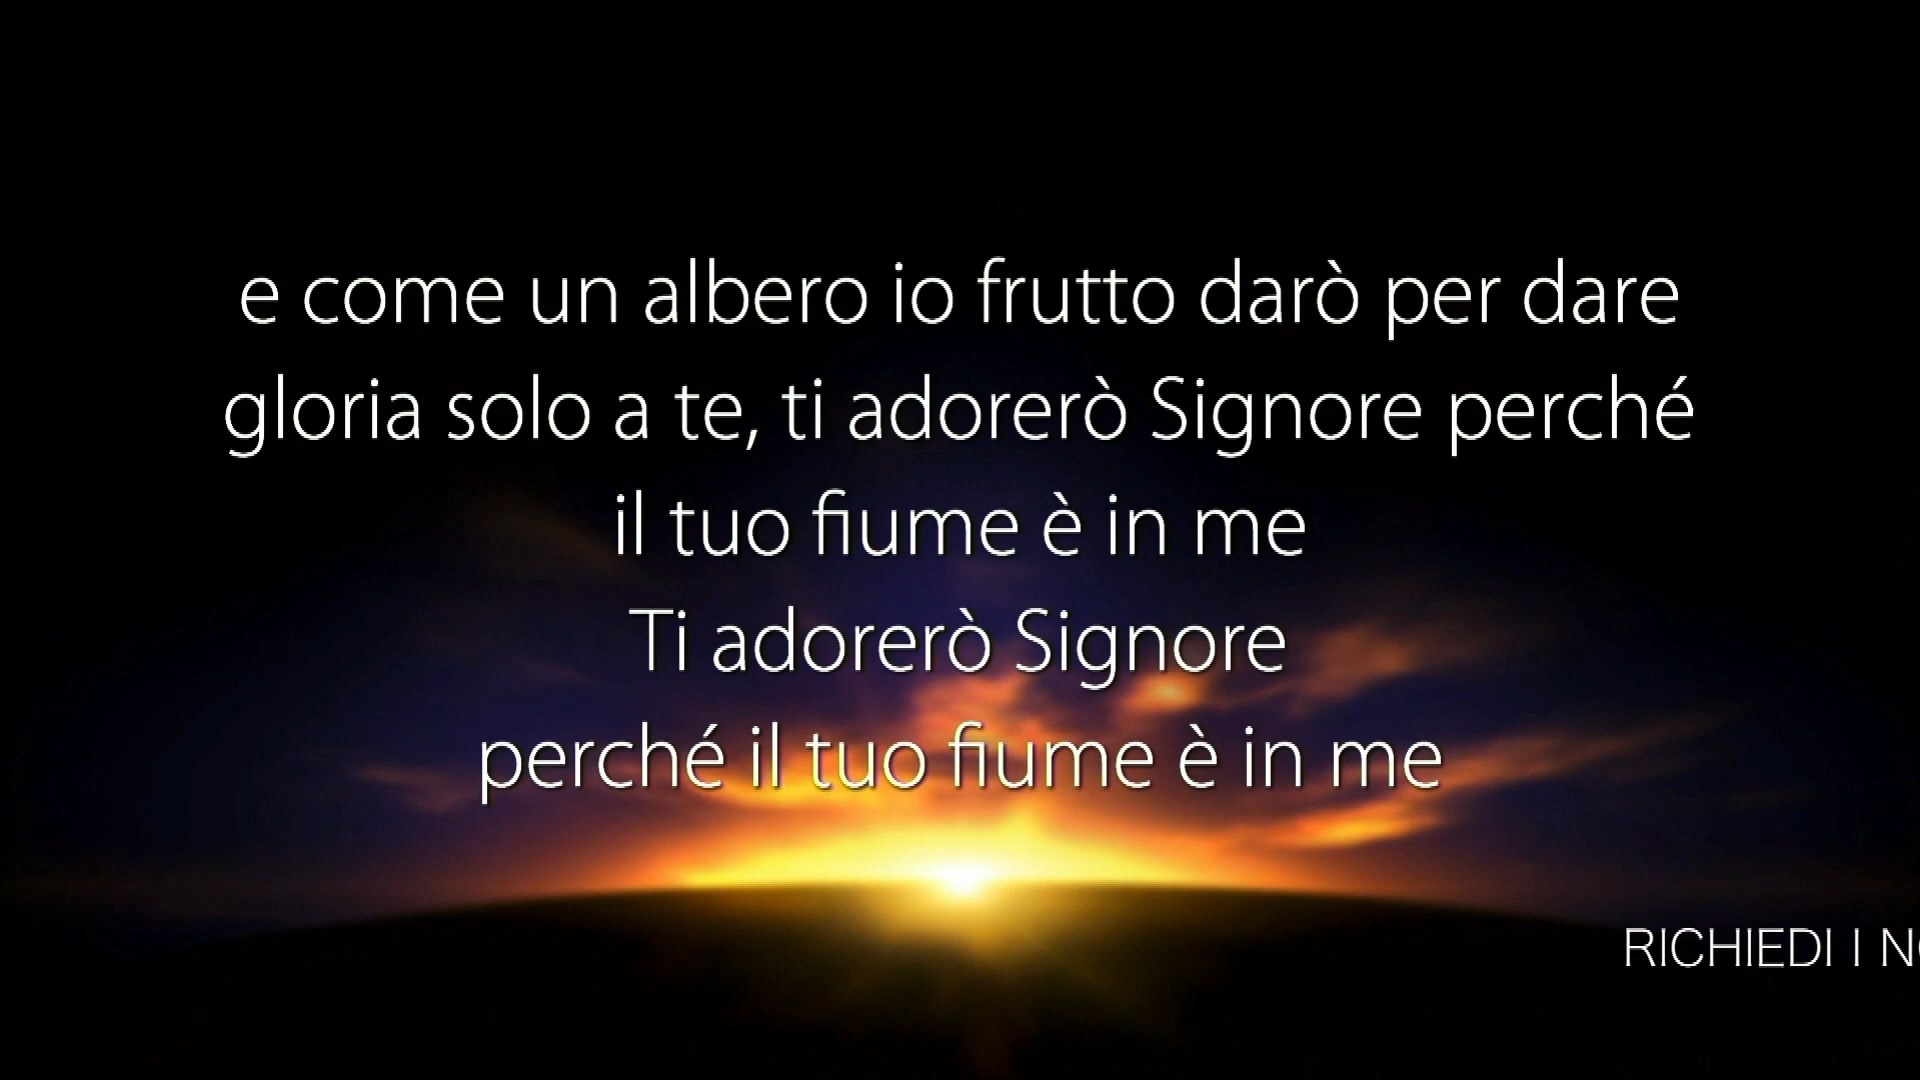 e come un albero io frutto darò per dare
gloria solo a te, ti adorerò Signore perché
il tuo fiume è in me
Ti adorerò Signore
perché il tuo fiume è in me
RICHIEDI I